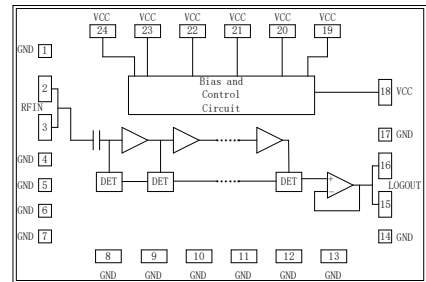 VCC VCC VCC VCC VCC VCC
24 23 22 21 20 19
GND 1
2
RFIN
3
GND 4
GND 5
GND 6
GND 7
Bias and
Control
Circuit
18 VCC
17 GND
16
LOGOUT
15
14 GND
DET DET DET
+
−
8 9 10 11 12 13
GND GND GND GND GND GND